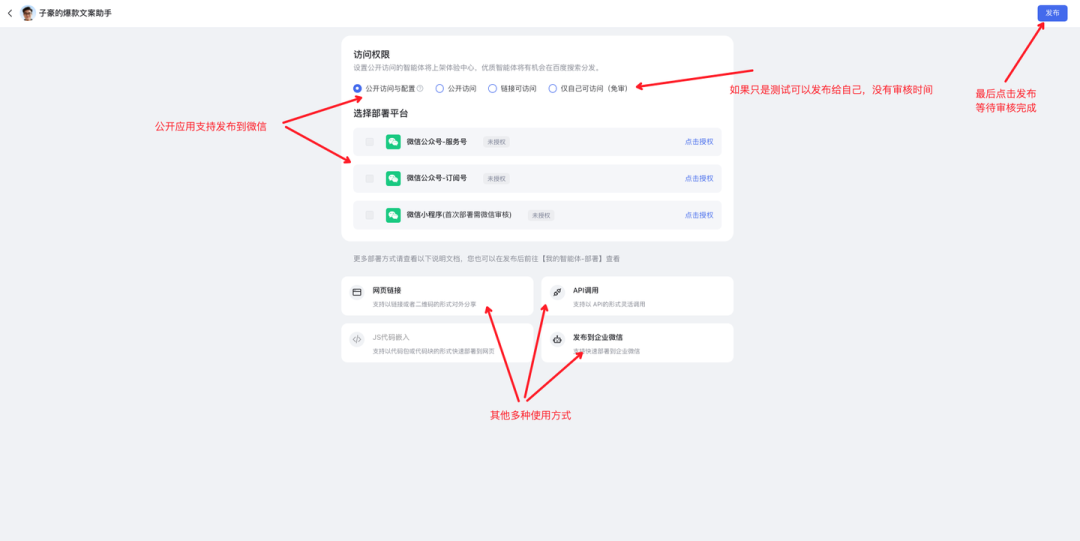 子豪的爆款文案助手
发布
访问权限
设置公开访问的智能体将上架体验中心，优质智能体将有机会在百度搜索分发。
公开访问与配置 公开访问 链接可访问 仅自己可访问（免审）
如果只是测试可以发布给自己，没有审核时间
最后点击发布
等待审核完成
选择部署平台
公开应用支持发布到微信
微信公众号-服务号 未授权 点击授权
微信公众号-订阅号 未授权 点击授权
微信小程序(首次部署需微信审核) 未授权 点击授权
更多部署方式请查看以下说明文档，您也可以在发布后前往【我的智能体-部署】查看
网页链接
支持以链接或者二维码的形式对外分享
API调用
支持以 API的形式灵活调用
JS代码嵌入
支持以代码包或代码块的形式快速部署到网页
发布到企业微信
支持快速部署到企业微信
其他多种使用方式